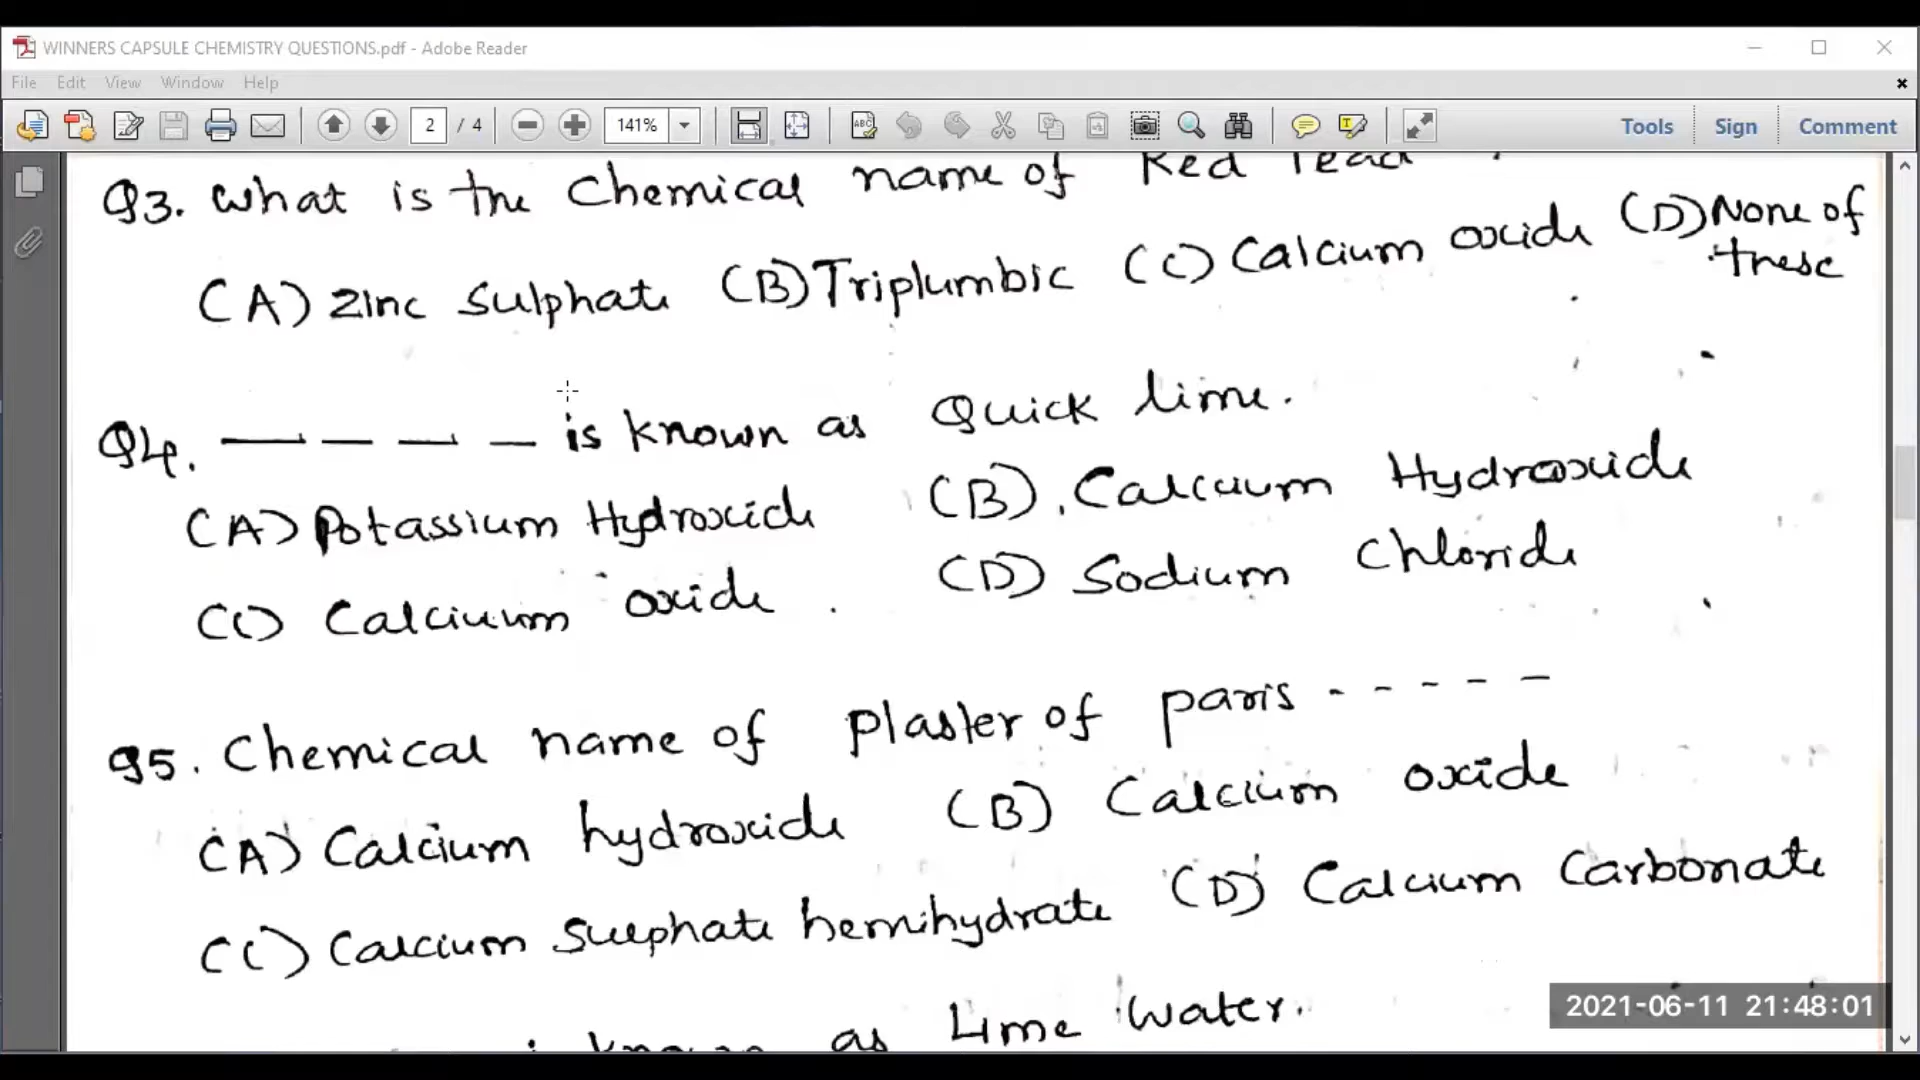 WINNERS CAPSULE CHEMISTRY QUESTIONS.pdf - Adobe Reader
File Edit View Window Help
2 / 4 141% Tools Sign Comment
Q3. What is the Chemical name of Red lead
(A) Zinc Sulphate (B) Triplumbic (C) Calcium oxide (D) None of
these
Q4. ---- is known as Quick lime.
(A) Potassium Hydroxide (B). Calcium Hydroxide
(C) Calcium oxide. (D) Sodium Chloride
Q5. Chemical name of plaster of paris -----
(A) Calcium hydroxide (B) Calcium oxide
(C) Calcium Sulphate hemihydrate (D) Calcium Carbonate
known as Lime Water.
2021-06-11 21:48:01